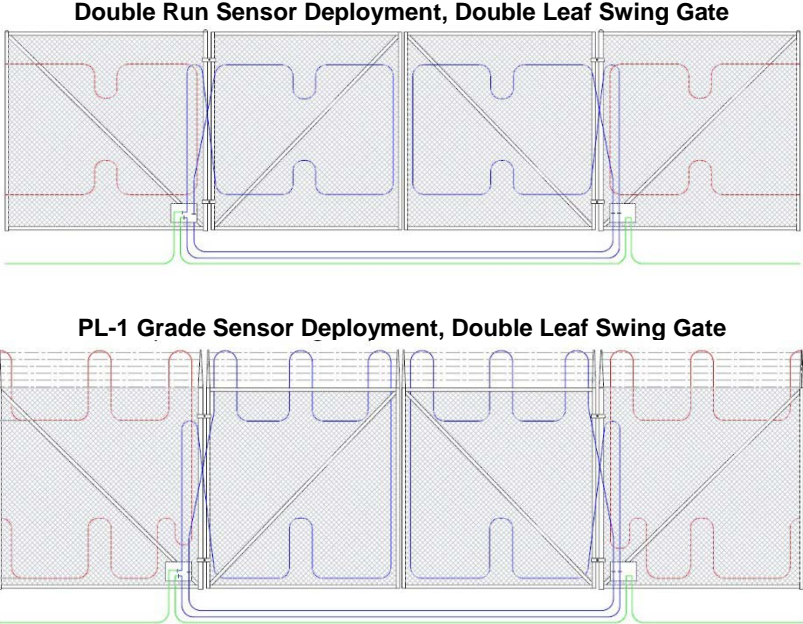 Double Run Sensor Deployment, Double Leaf Swing Gate
PL-1 Grade Sensor Deployment, Double Leaf Swing Gate